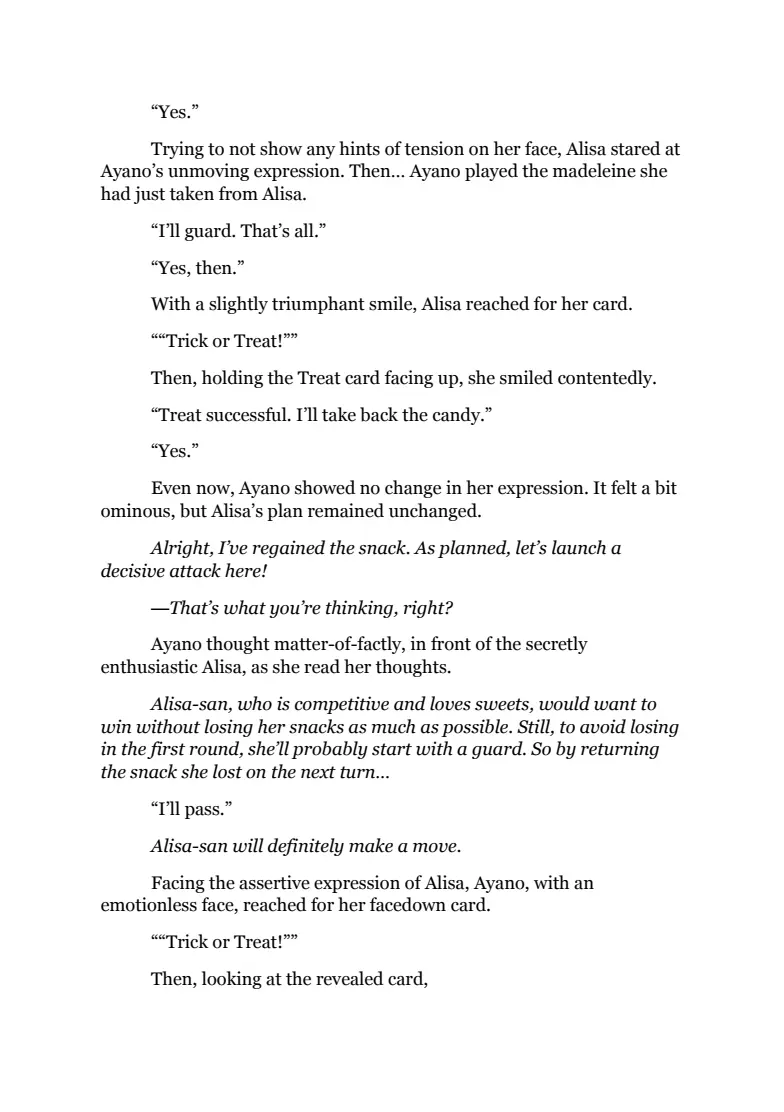 “Yes.”
Trying to not show any hints of tension on her face, Alisa stared at
Ayano’s unmoving expression. Then… Ayano played the madeleine she
had just taken from Alisa.
“I’ll guard. That’s all.”
“Yes, then.”
With a slightly triumphant smile, Alisa reached for her card.
““Trick or Treat!””
Then, holding the Treat card facing up, she smiled contentedly.
“Treat successful. I’ll take back the candy.”
“Yes.”
Even now, Ayano showed no change in her expression. It felt a bit
ominous, but Alisa’s plan remained unchanged.
Alright, I’ve regained the snack. As planned, let’s launch a
decisive attack here!
—That’s what you’re thinking, right?
Ayano thought matter-of-factly, in front of the secretly
enthusiastic Alisa, as she read her thoughts.
Alisa-san, who is competitive and loves sweets, would want to
win without losing her snacks as much as possible. Still, to avoid losing
in the first round, she’ll probably start with a guard. So by returning
the snack she lost on the next turn…
“I’ll pass.”
Alisa-san will definitely make a move.
Facing the assertive expression of Alisa, Ayano, with an
emotionless face, reached for her facedown card.
““Trick or Treat!””
Then, looking at the revealed card,